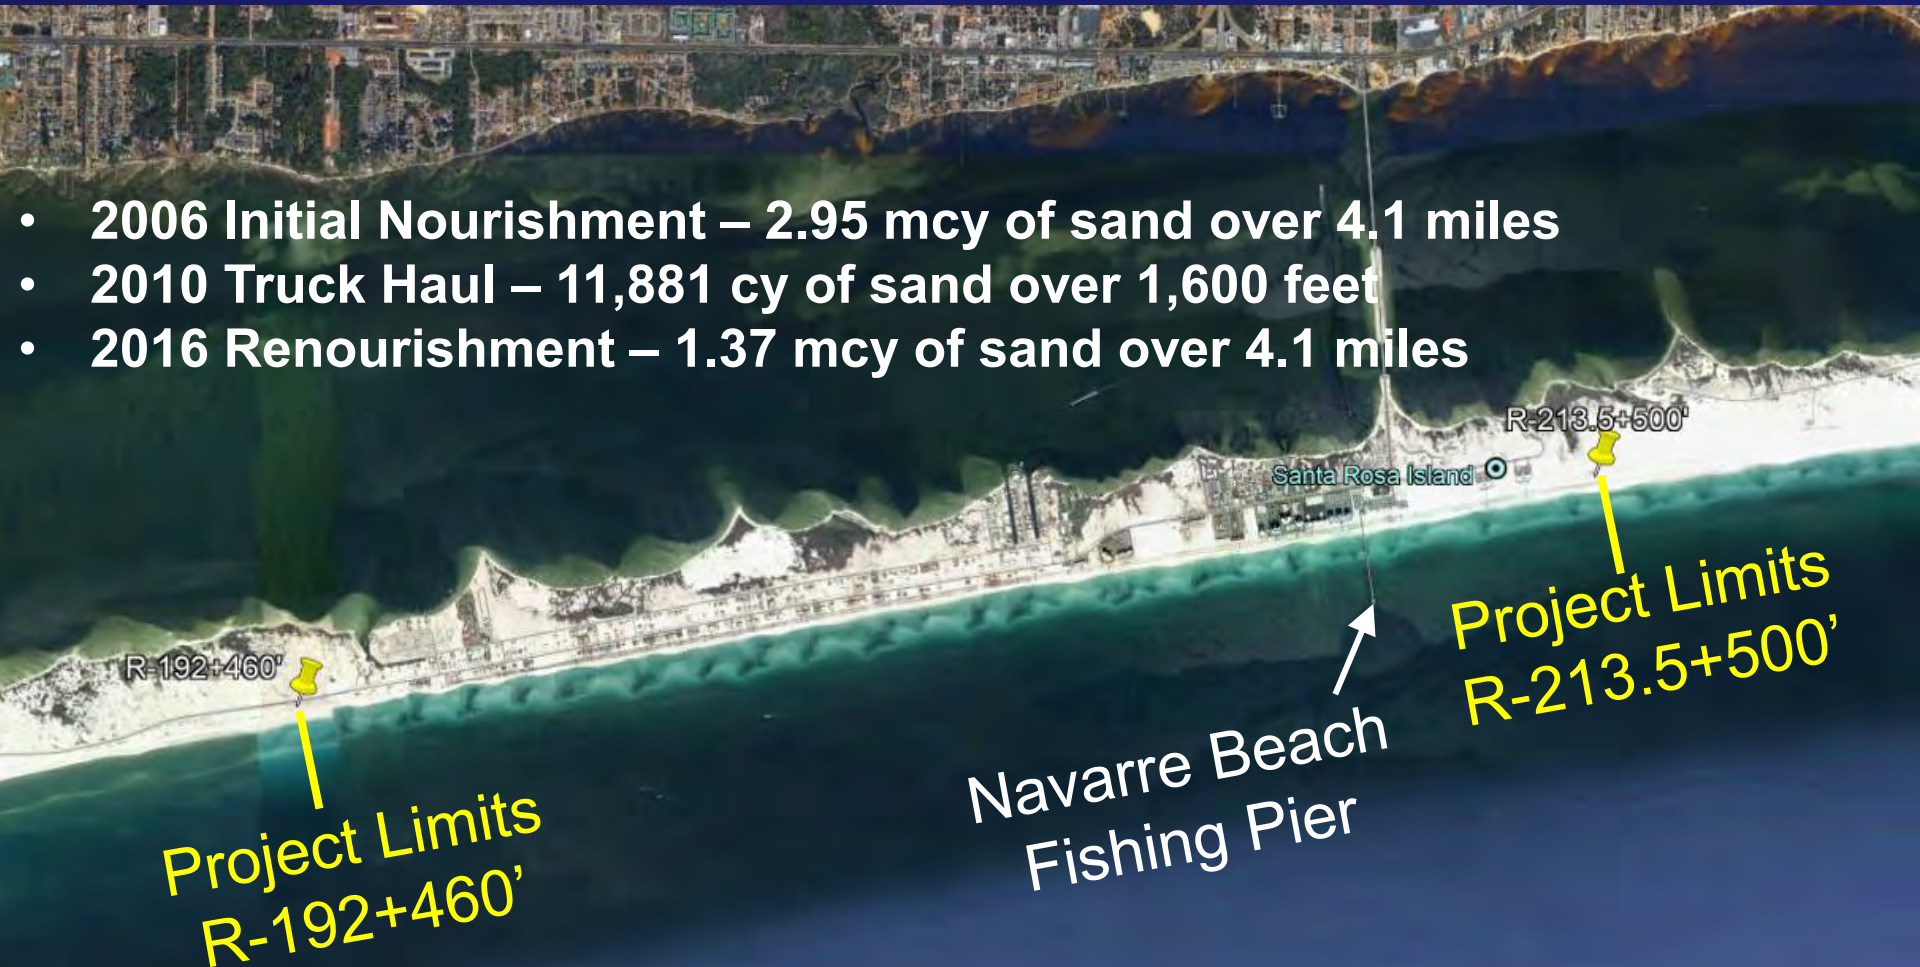 • 2006 Initial Nourishment – 2.95 mcy of sand over 4.1 miles
• 2010 Truck Haul – 11,881 cy of sand over 1,600 feet
• 2016 Renourishment – 1.37 mcy of sand over 4.1 miles
R-213.5+500'
Santa Rosa Island
R-192+460'
Project Limits
R-213.5+500’
Navarre Beach
Fishing Pier
Project Limits
R-192+460’